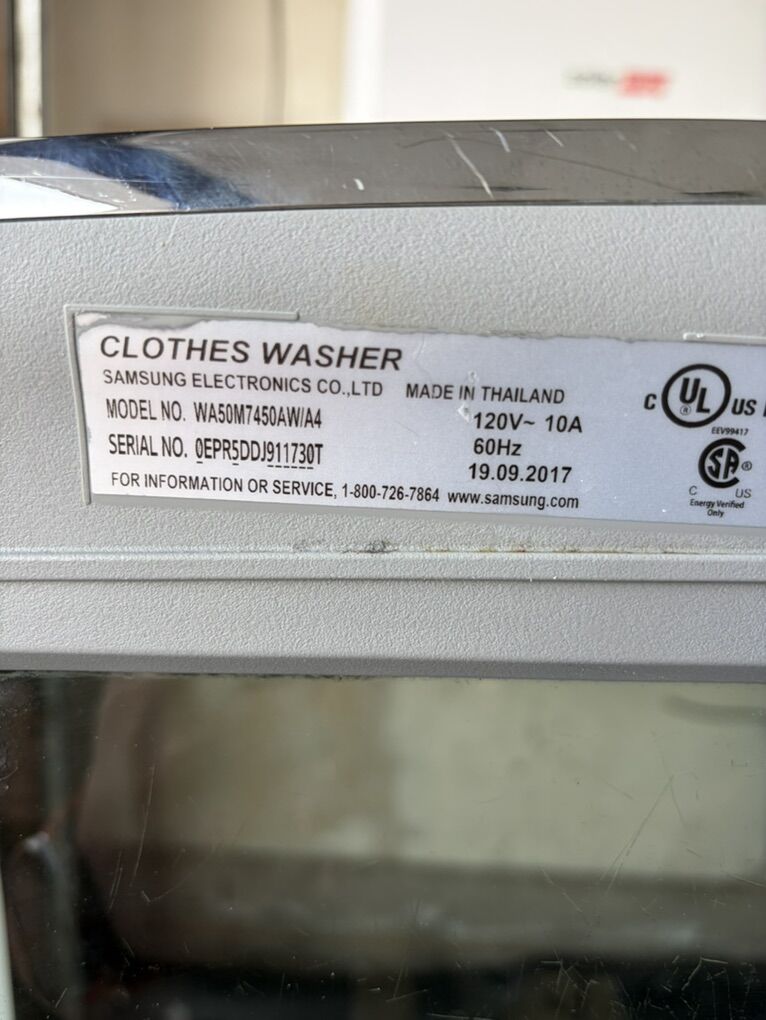 CLOTHES WASHER
SAMSUNG ELECTRONICS CO.,LTD MADE IN THAILAND
MODEL NO. WA50M7450AW/A4 120V~ 10A
SERIAL NO. 0EPR5DDJ911730T 60Hz
19.09.2017
FOR INFORMATION OR SERVICE, 1-800-726-7864 www.samsung.com
C UL ® US
EEV99417
SA ®
C US
Energy Verified
Only